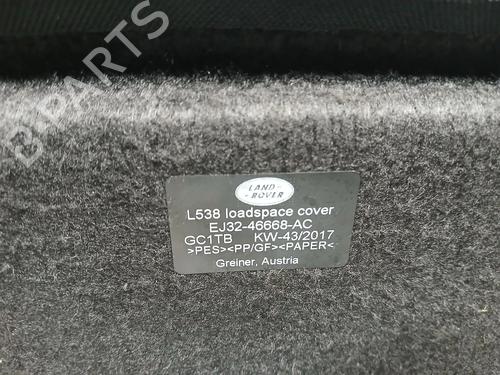 B-PARTS
LAND-
-ROVER
L538 loadspace cover
EJ32-46668-AC
GC1TB KW-43/2017
>PES><PP/GF><PAPER<
Greiner, Austria